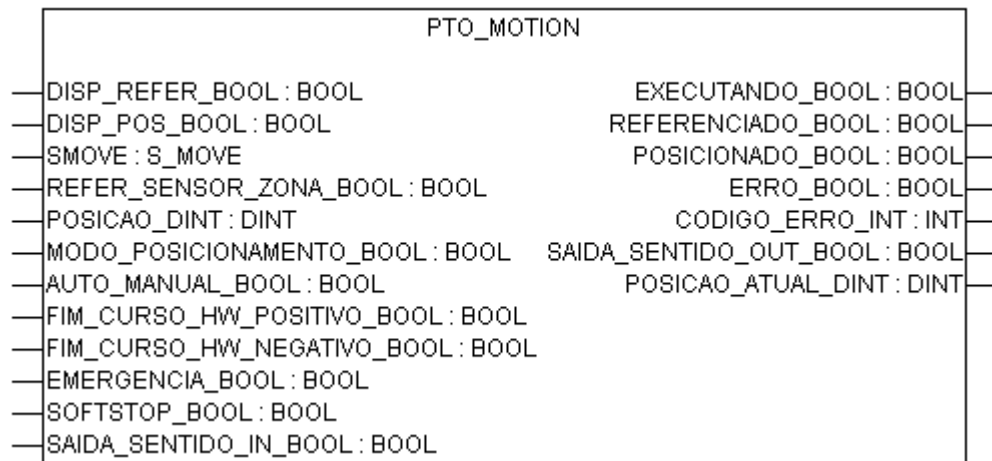 PTO_MOTION
DISP_REFER_BOOL : BOOL EXECUTANDO_BOOL : BOOL
DISP_POS_BOOL : BOOL REFERENCIADO_BOOL : BOOL
SMOVE : S_MOVE POSICIONADO_BOOL : BOOL
REFER_SENSOR_ZONA_BOOL : BOOL ERRO_BOOL : BOOL
POSICAO_DINT : DINT CODIGO_ERRO_INT : INT
MODO_POSICIONAMENTO_BOOL : BOOL SAIDA_SENTIDO_OUT_BOOL : BOOL
AUTO_MANUAL_BOOL : BOOL POSICAO_ATUAL_DINT : DINT
FIM_CURSO_HW_POSITIVO_BOOL : BOOL
FIM_CURSO_HW_NEGATIVO_BOOL : BOOL
EMERGENCIA_BOOL : BOOL
SOFTSTOP_BOOL : BOOL
SAIDA_SENTIDO_IN_BOOL : BOOL